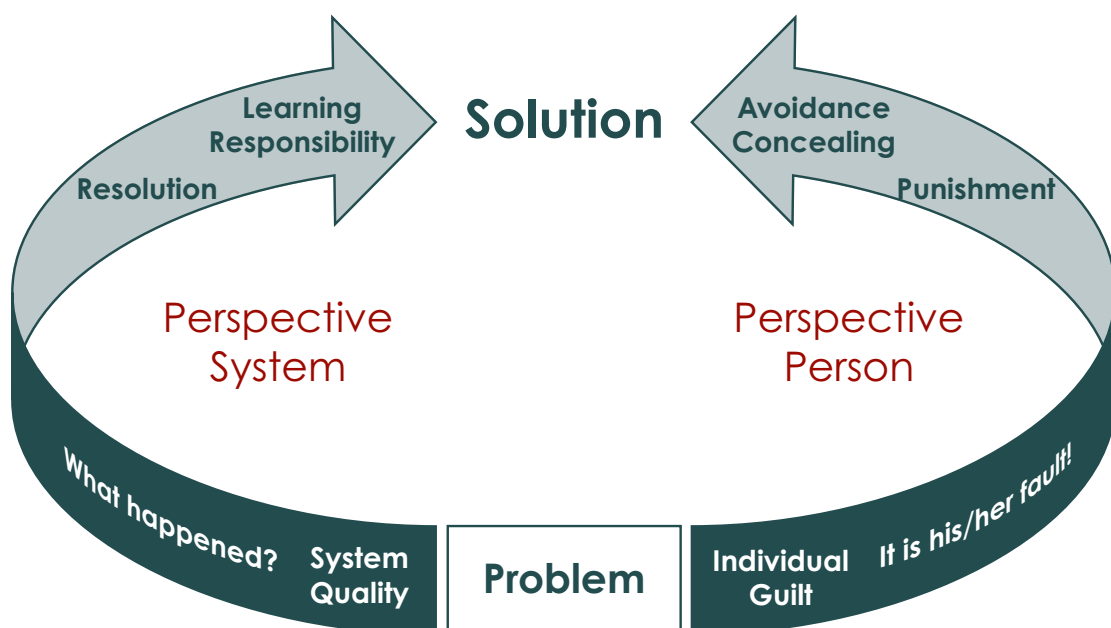 Solution
Learning
Responsibility
Resolution
Avoidance
Concealing
Punishment
Perspective
System
Perspective
Person
What happened?
System
Quality
Problem
Individual
Guilt
It is his/her fault!